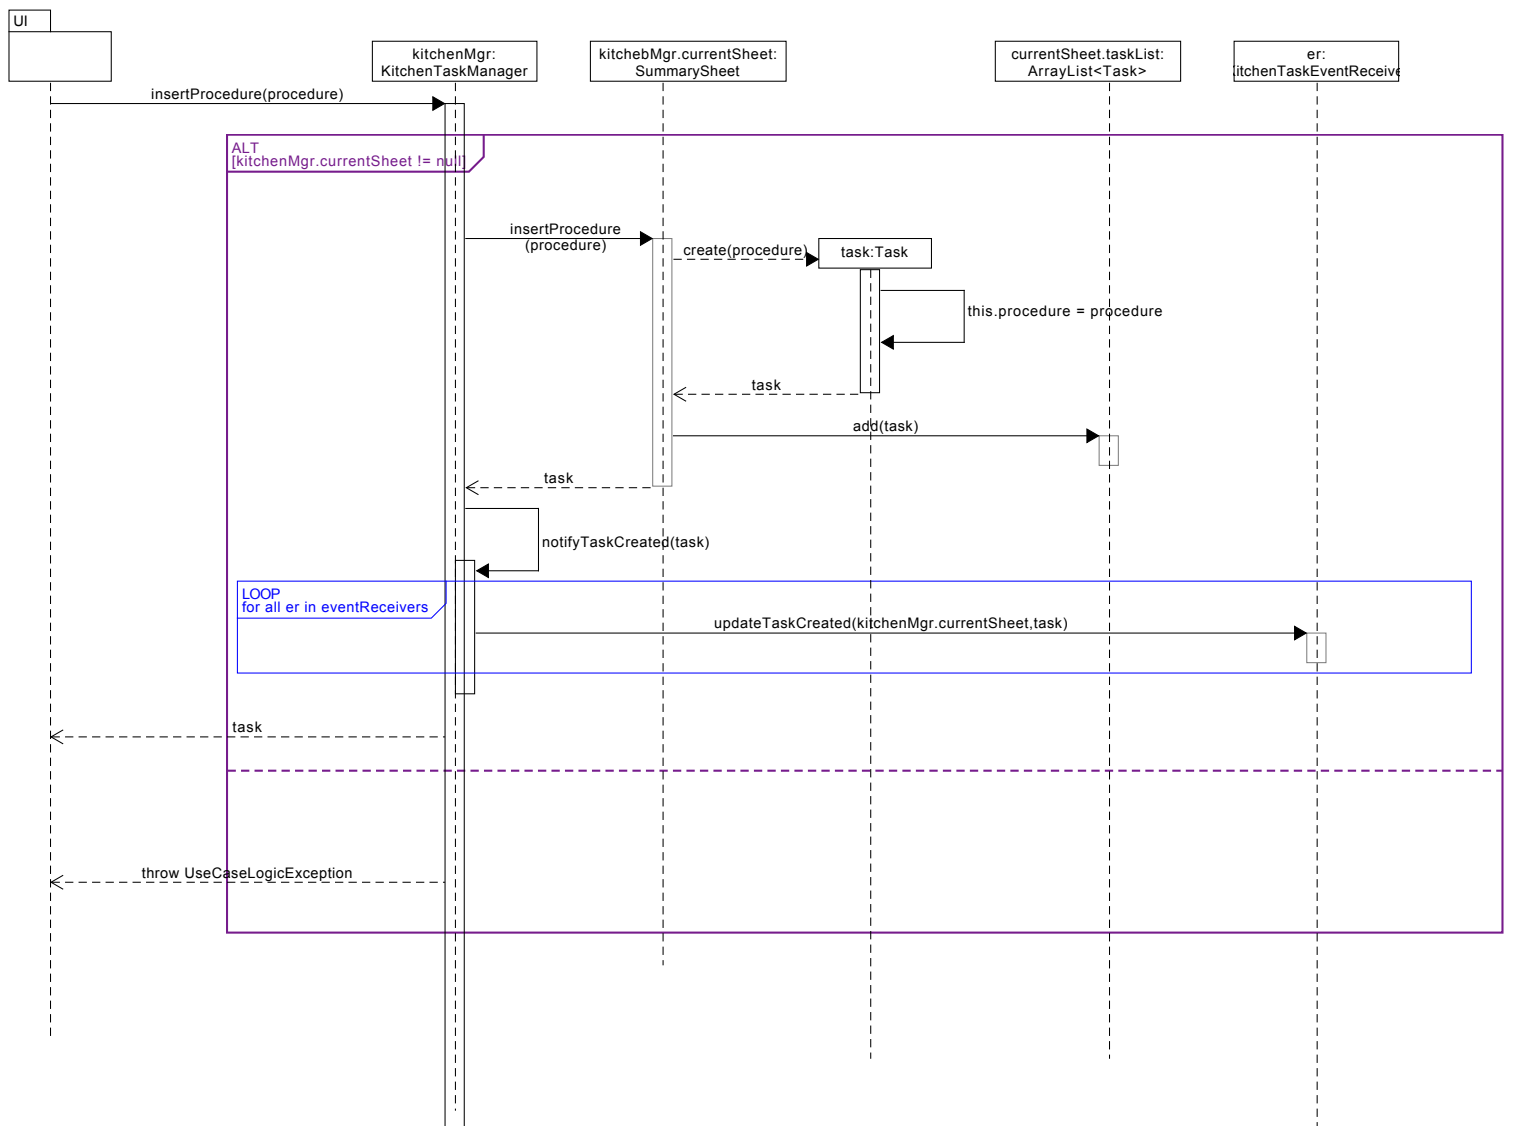 UI
kitchenMgr:
KitchenTaskManager
kitchebMgr.currentSheet:
SummarySheet
currentSheet.taskList:
ArrayList<Task>
er:
itchenTaskEventReceive
insertProcedure(procedure)
ALT
[kitchenMgr.currentSheet != null]
insertProcedure
(procedure)
create(procedure)
task:Task
this.procedure = procedure
task
add(task)
task
notifyTaskCreated(task)
LOOP
for all er in eventReceivers
updateTaskCreated(kitchenMgr.currentSheet,task)
task
throw UseCaseLogicException